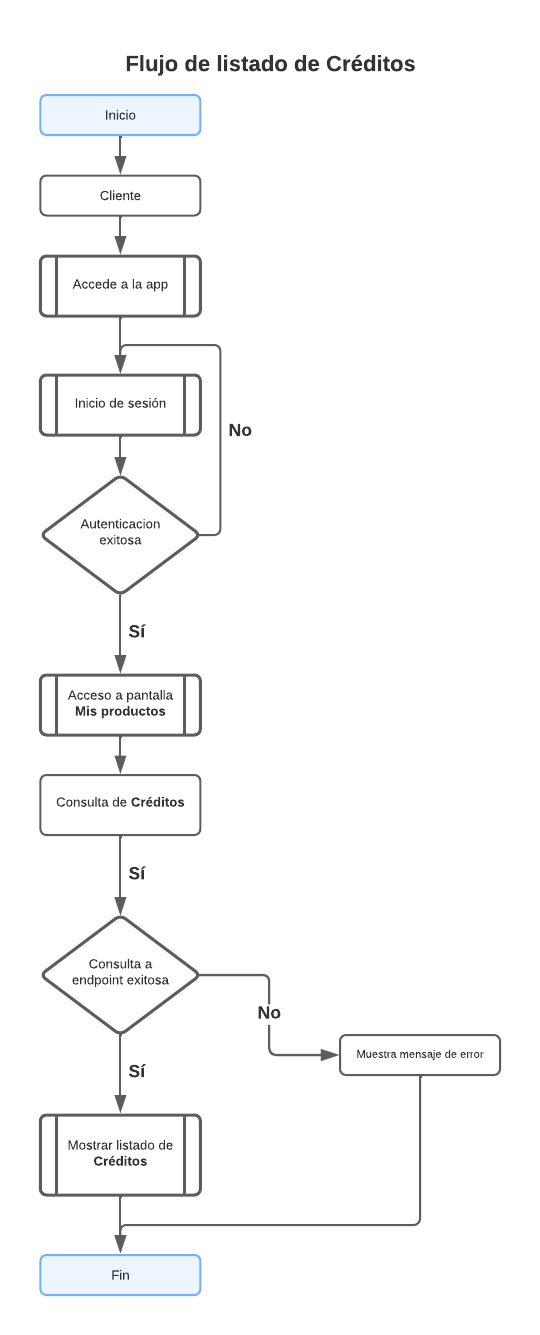 Flujo de listado de Créditos
Inicio
Cliente
Accede a la app
Inicio de sesión
No
Autenticacion
exitosa
Sí
Acceso a pantalla
Mis productos
Consulta de Créditos
Sí
Consulta a
endpoint exitosa
No
Muestra mensaje de error
Sí
Mostrar listado de
Créditos
Fin